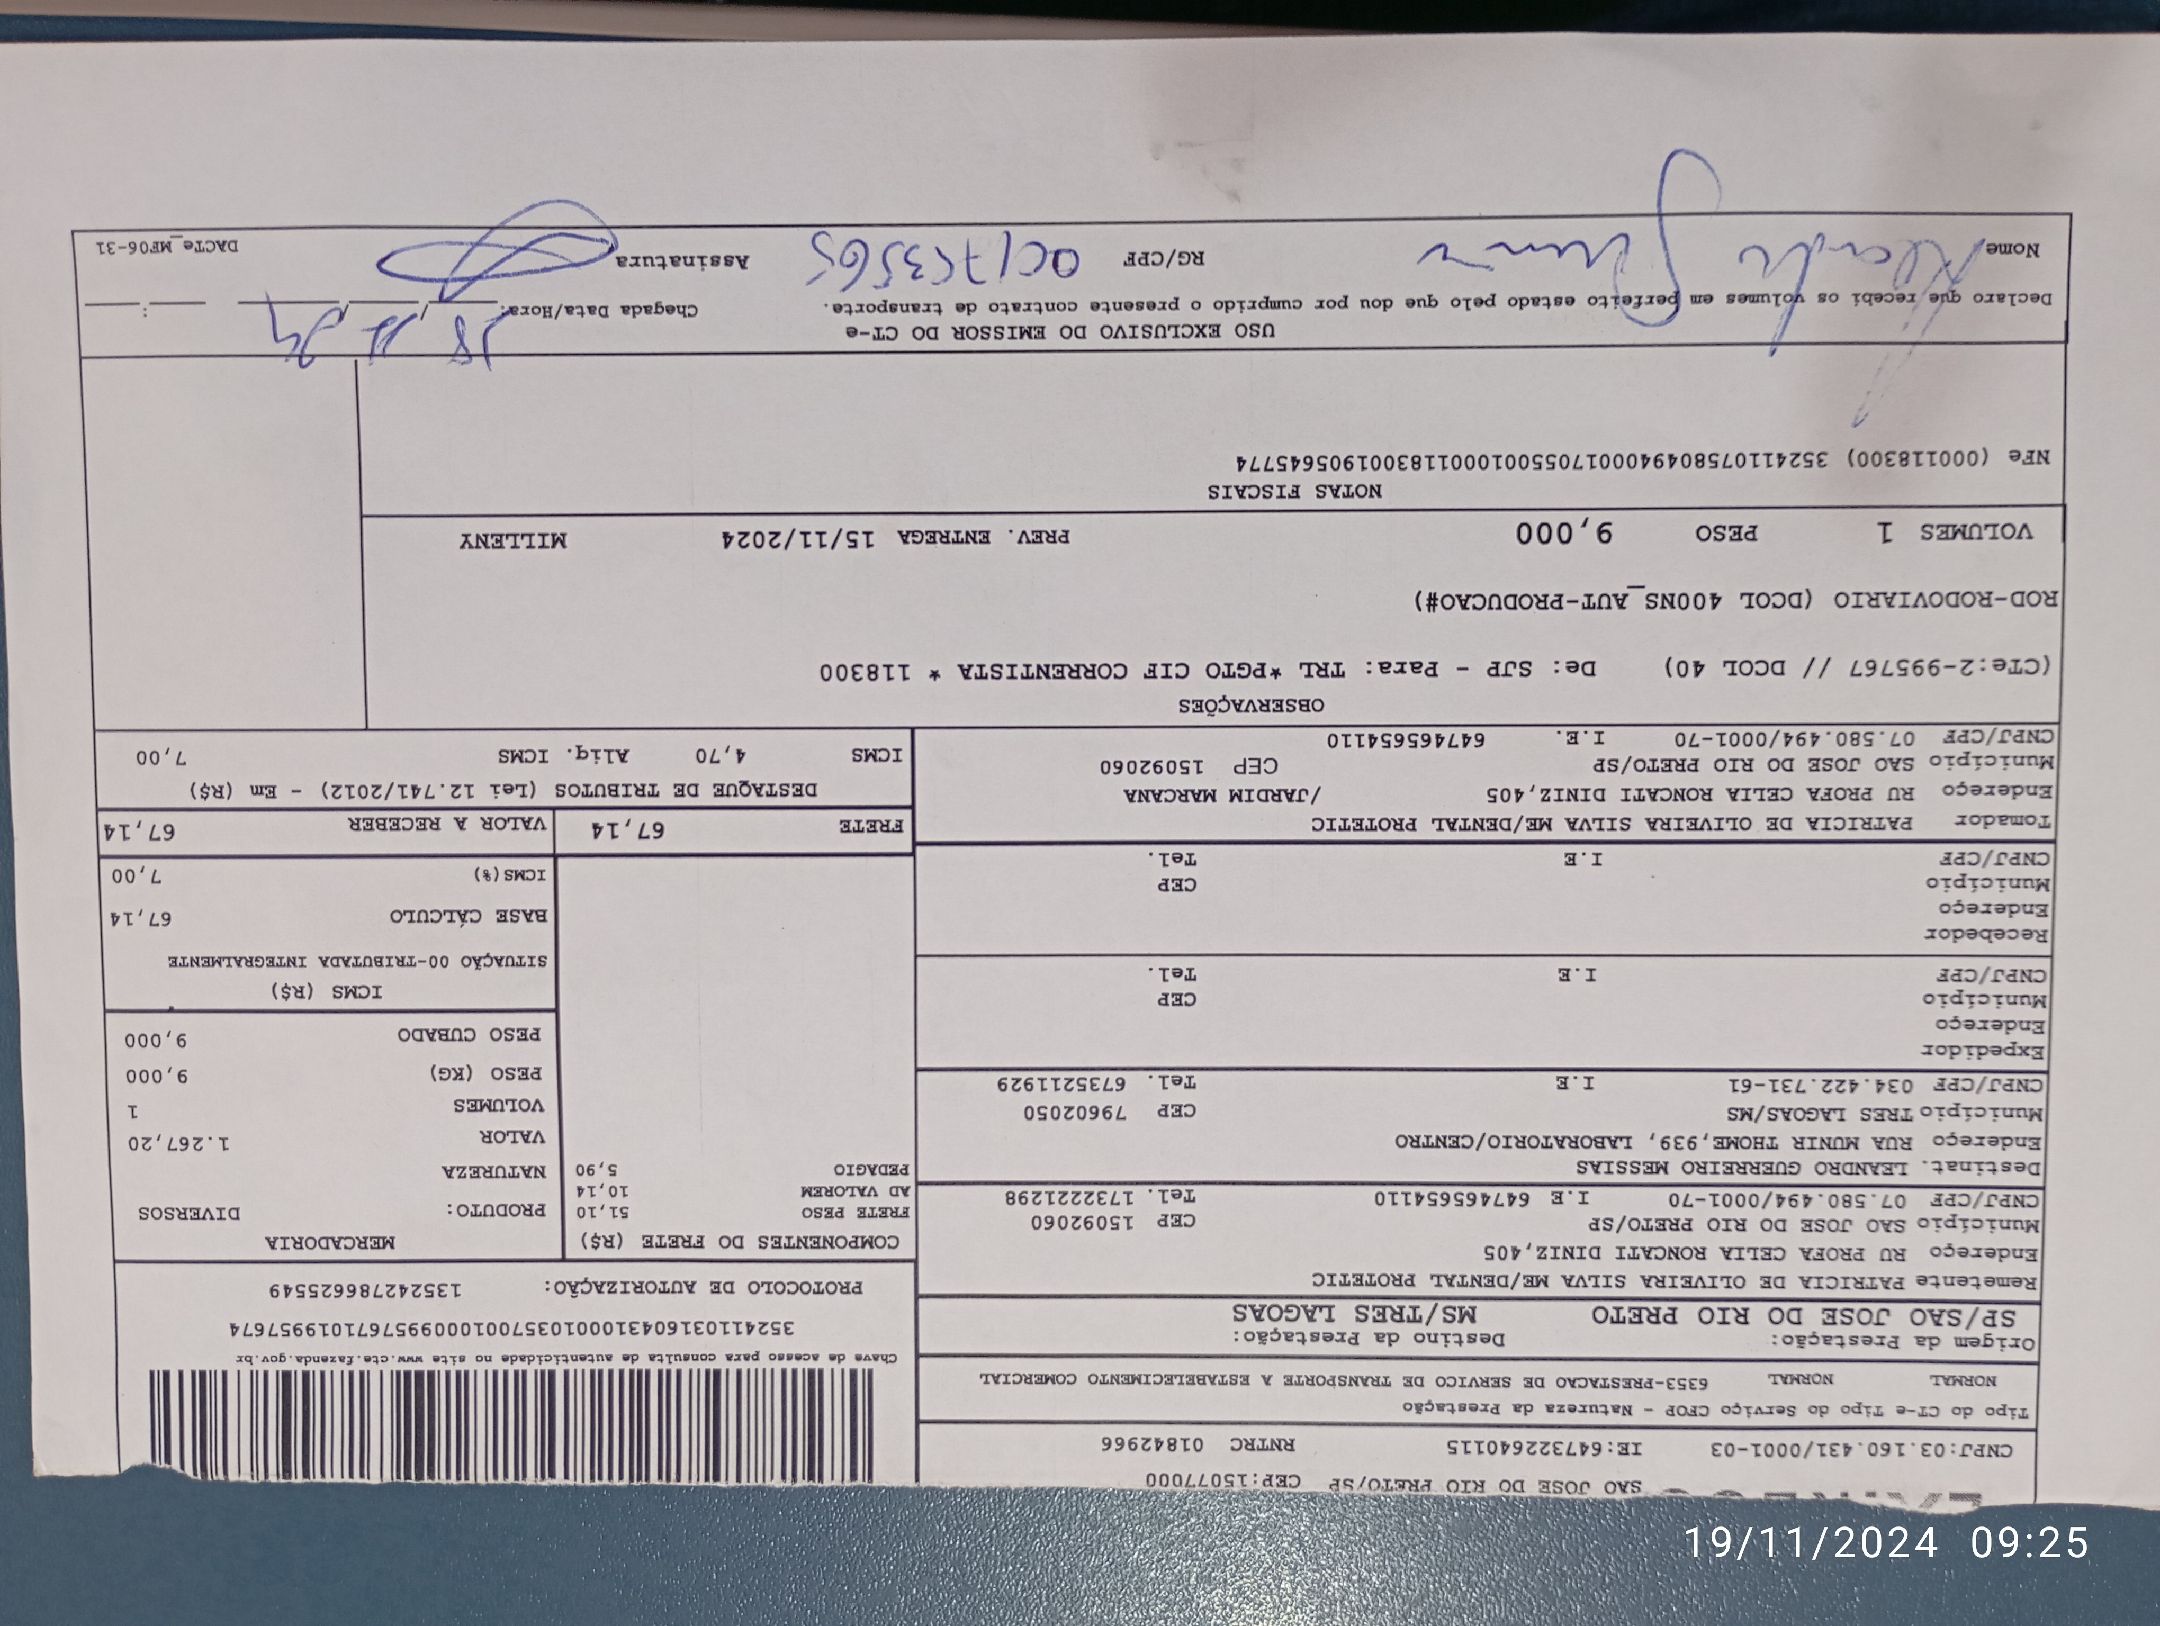 SAO JOSE DO RIO PRETO/SP CEP:15077000
CNPJ:03.160.431/0001-03 IE:647322640115 RNTRC 01842966
Tipo do CT-e Tipo do Serviço CFOP - Natureza da Prestação
NORMAL NORMAL 6353-PRESTACAO DE SERVICO DE TRANSPORTE A ESTABELECIMENTO COMERCIAL
Origem da Prestação: Destino da Prestação:
SP/SAO JOSE DO RIO PRETO MS/TRES LAGOAS
Chave de acesso para consulta de autenticidade no site www.cte.fazenda.gov.br
35241103160431000103570010009957671019957674
PROTOCOLO DE AUTORIZAÇÃO: 135242786625549
Remetente PATRICIA DE OLIVEIRA SILVA ME/DENTAL PROTETIC
Endereço RU PROFA CELIA RONCATI DINIZ,405
Município SAO JOSE DO RIO PRETO/SP CEP 15092060
CNPJ/CPF 07.580.494/0001-70 I.E 64746565​4110 Tel. 1732221298
Destinat. LEANDRO GUERREIRO MESSIAS
Endereço RUA MUNIR THOME,939, LABORATORIO/CENTRO
Município TRES LAGOAS/MS CEP 79602050
CNPJ/CPF 034.422.731-61 I.E Tel. 6735211929
Expedidor
Endereço
Município CEP
CNPJ/CPF I.E Tel.
Recebedor
Endereço
Município CEP
CNPJ/CPF I.E Tel.
Tomador PATRICIA DE OLIVEIRA SILVA ME/DENTAL PROTETIC
Endereço RU PROFA CELIA RONCATI DINIZ,405 /JARDIM MARCANA
Município SAO JOSE DO RIO PRETO/SP CEP 15092060
CNPJ/CPF 07.580.494/0001-70 I.E. 647465654110
COMPONENTES DO FRETE (R$)
FRETE PESO 51,10
AD VALOREM 10,14
PEDAGIO 5,90
MERCADORIA
PRODUTO: DIVERSOS
NATUREZA
VALOR 1.267,20
VOLUMES 1
PESO (KG) 9,000
PESO CUBADO 9,000
ICMS (R$)
SITUAÇÃO 00-TRIBUTADA INTEGRALMENTE
BASE CÁLCULO 67,14
ICMS(%) 7,00
FRETE 67,14 VALOR A RECEBER 67,14
DESTAQUE DE TRIBUTOS (Lei 12.741/2012) - Em (R$)
ICMS 4,70 Aliq. ICMS 7,00
OBSERVAÇÕES
(CTe:2-995767 // DCOL 40) De: SJP - Para: TRL *PGTO CIF CORRENTISTA * 118300
ROD-RODOVIARIO (DCOL 400NS_AUT-PRODUCAO#)
VOLUMES 1 PESO 9,000 PREV. ENTREGA 15/11/2024 MILLENY
NOTAS FISCAIS
NFe (000118300) 35241107580494000170550010001183001905645774
USO EXCLUSIVO DO EMISSOR DO CT-e
Declaro que recebi os volumes em perfeito estado pelo que dou por cumprido o presente contrato de transporte. Chegada Data/Hora: 18/11/24 :
Nome RG/CPF Assinatura DACTe_MF06-31
19/11/2024 09:25